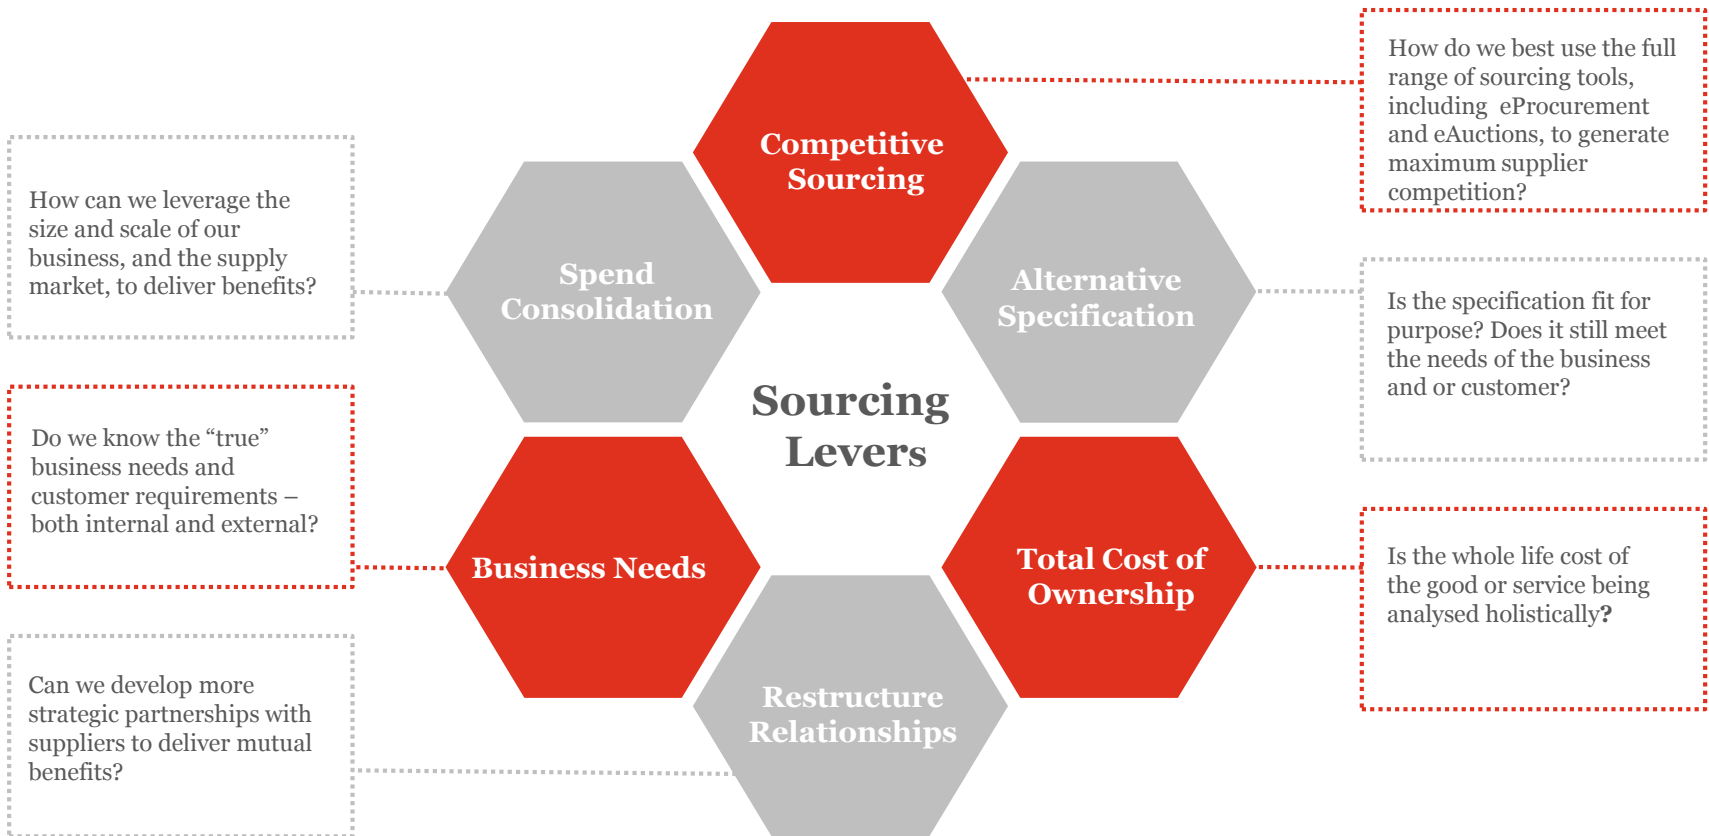 Competitive
Sourcing
How do we best use the full
range of sourcing tools,
including eProcurement
and eAuctions, to generate
maximum supplier
competition?
How can we leverage the
size and scale of our
business, and the supply
market, to deliver benefits?
Spend
Consolidation
Alternative
Specification
Is the specification fit for
purpose? Does it still meet
the needs of the business
and or customer?
Sourcing
Levers
Do we know the “true”
business needs and
customer requirements –
both internal and external?
Business Needs
Total Cost of
Ownership
Is the whole life cost of
the good or service being
analysed holistically?
Can we develop more
strategic partnerships with
suppliers to deliver mutual
benefits?
Restructure
Relationships